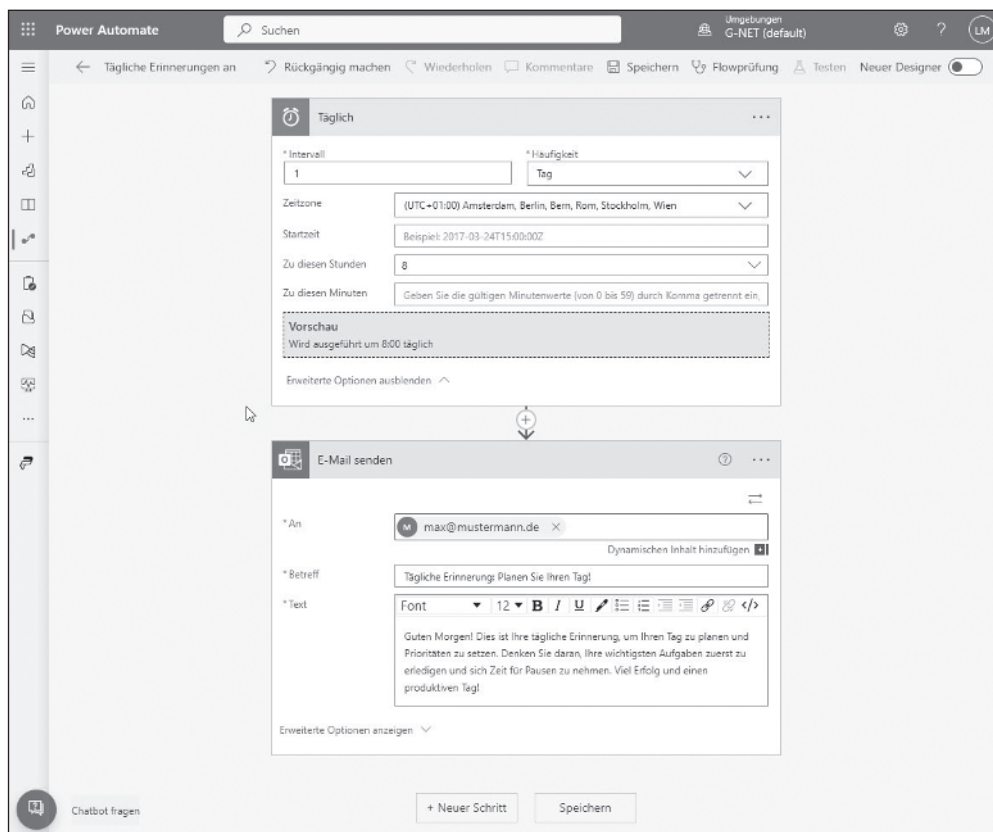 Power Automate
Suchen
Umgebungen
G-NET (default)
?
LM
Tägliche Erinnerungen an
Rückgängig machen
Wiederholen
Kommentare
Speichern
Flowprüfung
Testen
Neuer Designer
Täglich
...
* Intervall
* Häufigkeit
1
Tag
Zeitzone
(UTC+01:00) Amsterdam, Berlin, Bern, Rom, Stockholm, Wien
Startzeit
Beispiel: 2017-03-24T15:00:00Z
Zu diesen Stunden
8
Zu diesen Minuten
Geben Sie die gültigen Minutenwerte (von 0 bis 59) durch Komma getrennt ein,
Vorschau
Wird ausgeführt um 8:00 täglich
Erweiterte Optionen ausblenden
E-Mail senden
...
* An
M max@mustermann.de
Dynamischen Inhalt hinzufügen
* Betreff
Tägliche Erinnerung: Planen Sie Ihren Tag!
* Text
Font 12 B I U </>
Guten Morgen! Dies ist Ihre tägliche Erinnerung, um Ihren Tag zu planen und
Prioritäten zu setzen. Denken Sie daran, Ihre wichtigsten Aufgaben zuerst zu
erledigen und sich Zeit für Pausen zu nehmen. Viel Erfolg und einen
produktiven Tag!
Erweiterte Optionen anzeigen
Chatbot fragen
+ Neuer Schritt
Speichern